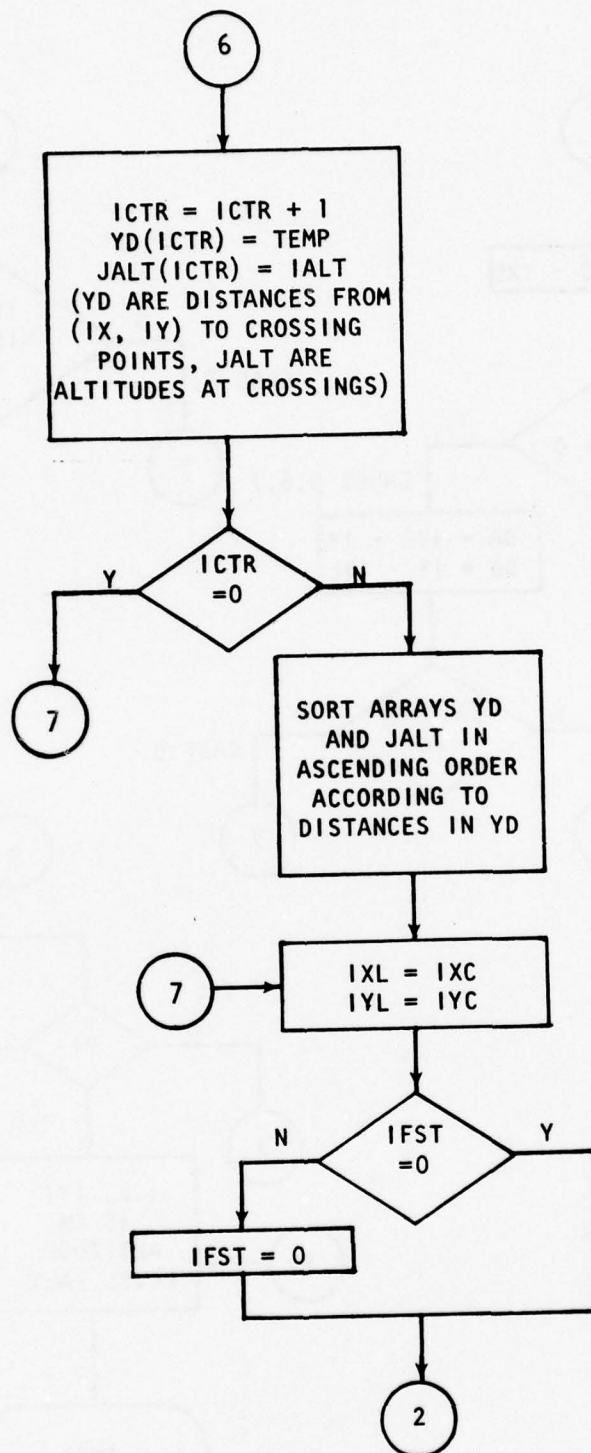 6
ICTR = ICTR + 1
YD(ICTR) = TEMP
JALT(ICTR) = IALT
(YD ARE DISTANCES FROM
(IX, IY) TO CROSSING
POINTS, JALT ARE
ALTITUDES AT CROSSINGS)
ICTR
=0
Y
N
7
SORT ARRAYS YD
AND JALT IN
ASCENDING ORDER
ACCORDING TO
DISTANCES IN YD
7
IXL = IXC
IYL = IYC
IFST
=0
N
Y
IFST = 0
2